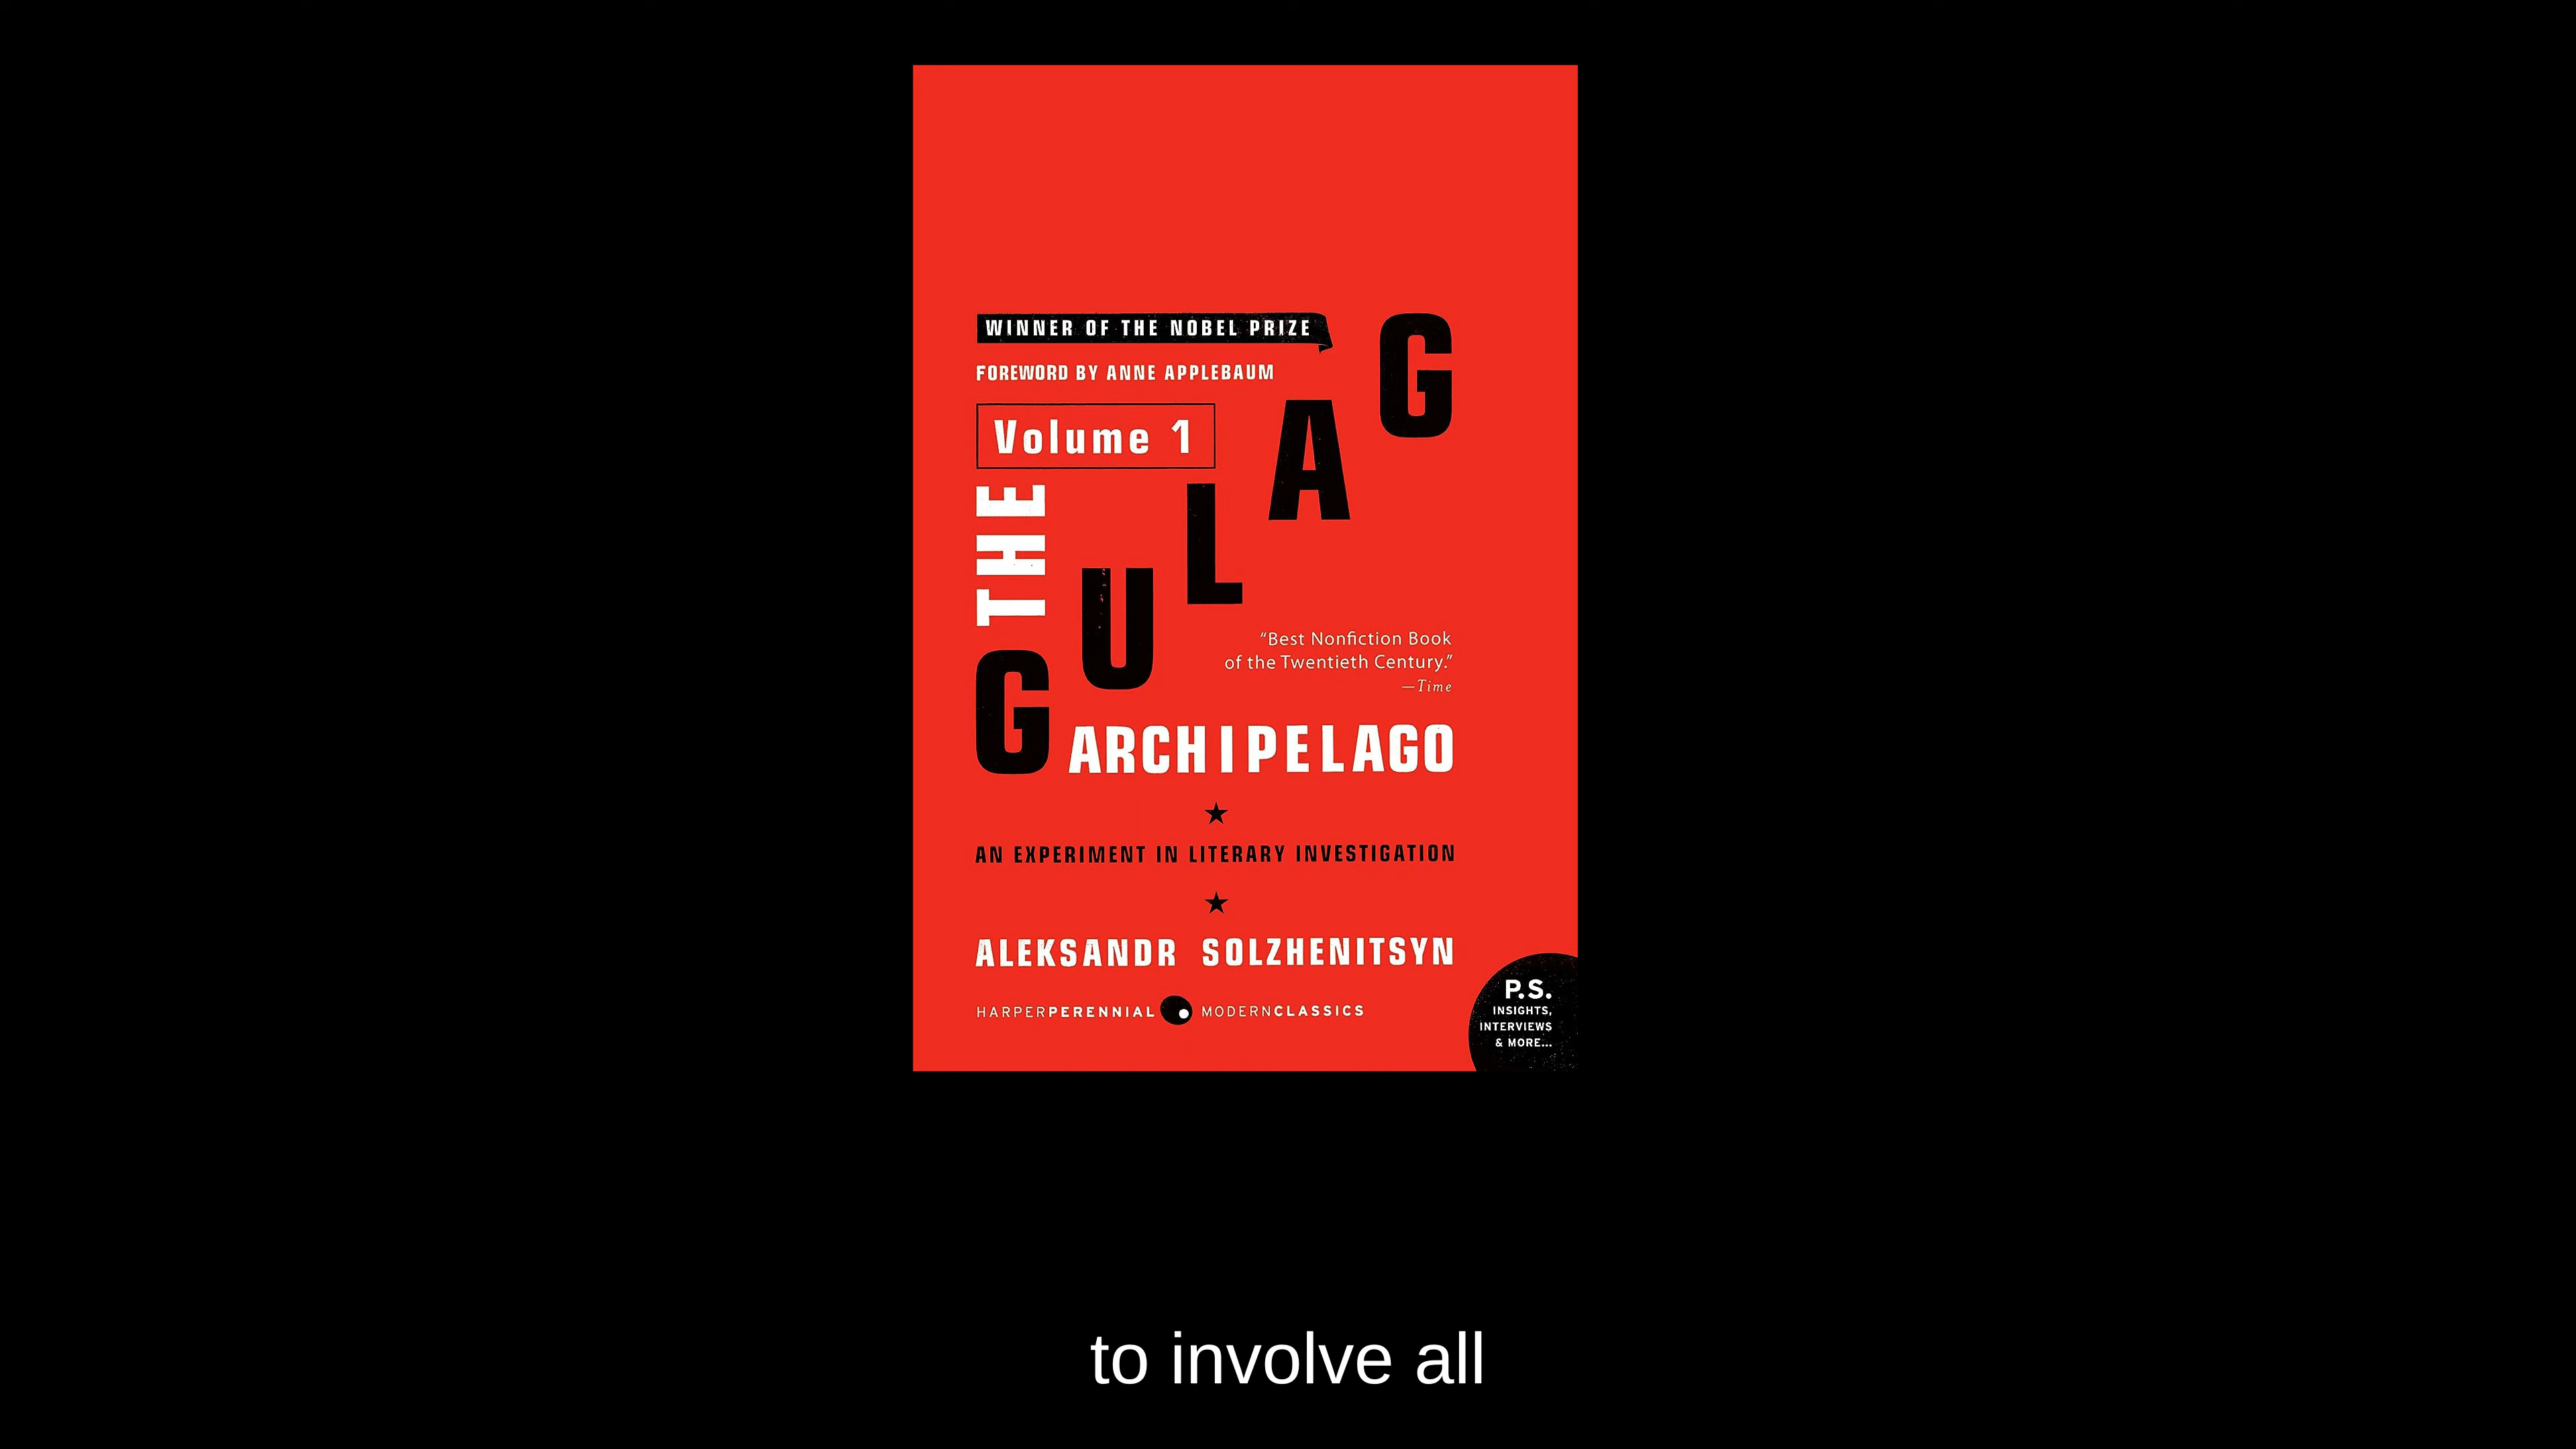 WINNER OF THE NOBEL PRIZE
FOREWORD BY ANNE APPLEBAUM
Volume 1
THE
GULAG
"Best Nonfiction Book
of the Twentieth Century."
—Time
ARCHIPELAGO
AN EXPERIMENT IN LITERARY INVESTIGATION
ALEKSANDR SOLZHENITSYN
HARPERPERENNIAL MODERNCLASSICS
P.S.
INSIGHTS,
INTERVIEWS
& MORE...
to involve all